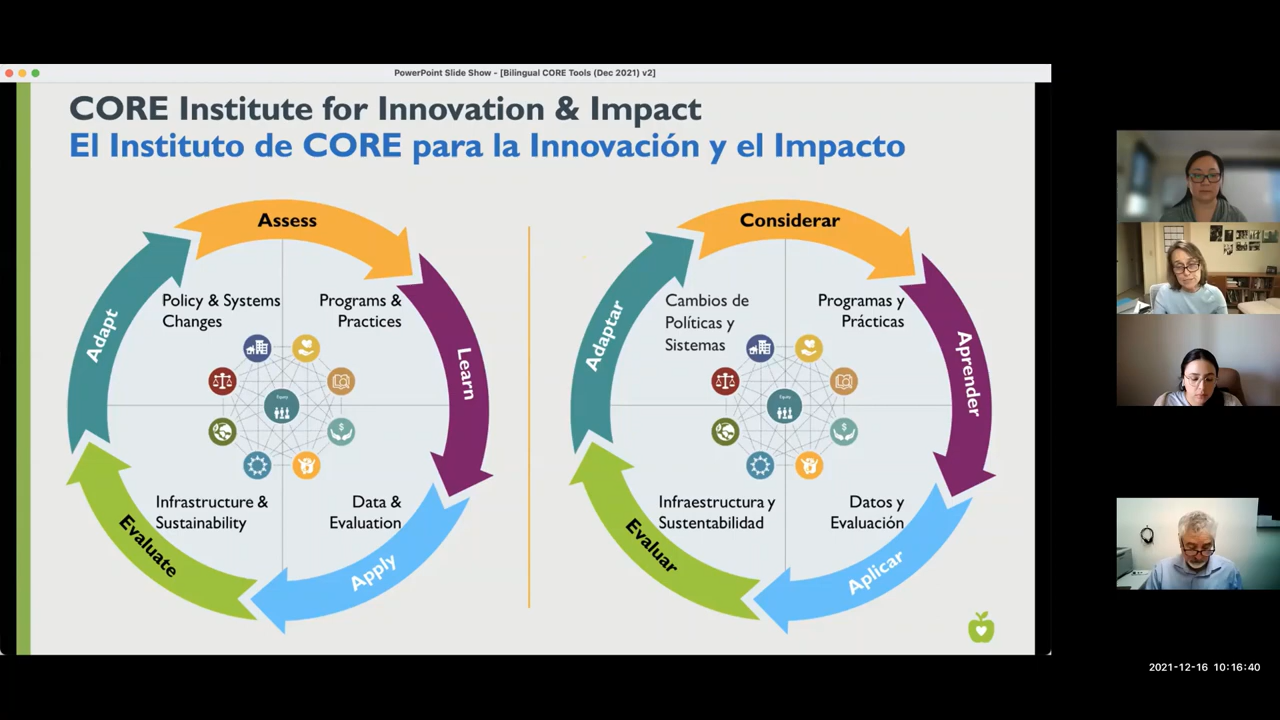 PowerPoint Slide Show - [Bilingual CORE Tools (Dec 2021) v2]
CORE Institute for Innovation & Impact
El Instituto de CORE para la Innovación y el Impacto
Assess
Learn
Apply
Evaluate
Adapt
Policy & Systems
Changes
Programs &
Practices
Equity
$
Infrastructure &
Sustainability
Data &
Evaluation
Considerar
Aprender
Aplicar
Evaluar
Adaptar
Cambios de
Políticas y
Sistemas
Programas y
Prácticas
Equity
$
Infraestructura y
Sustentabilidad
Datos y
Evaluación
2021-12-16 10:16:40